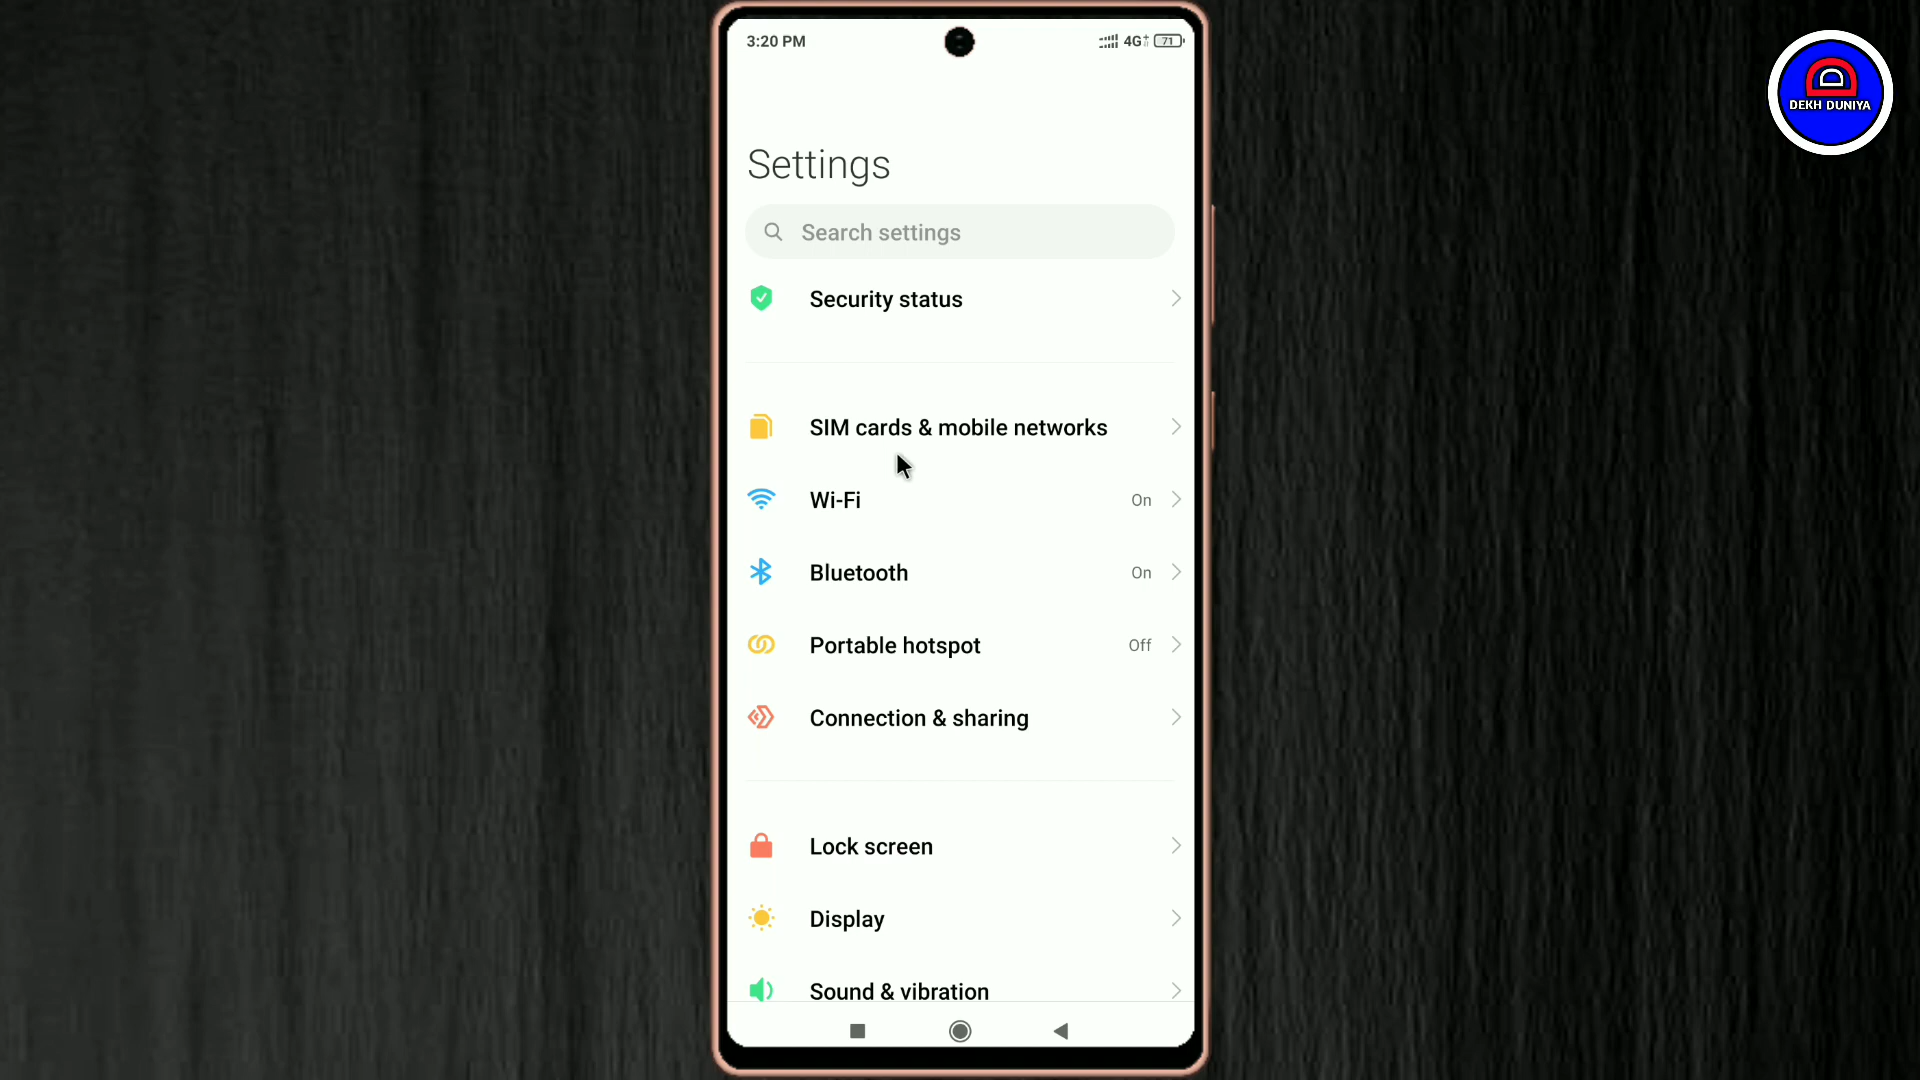 3:20 PM
4G+ 71
DEKH DUNIYA
Settings
Search settings
Security status
SIM cards & mobile networks
Wi-Fi On
Bluetooth On
Portable hotspot Off
Connection & sharing
Lock screen
Display
Sound & vibration